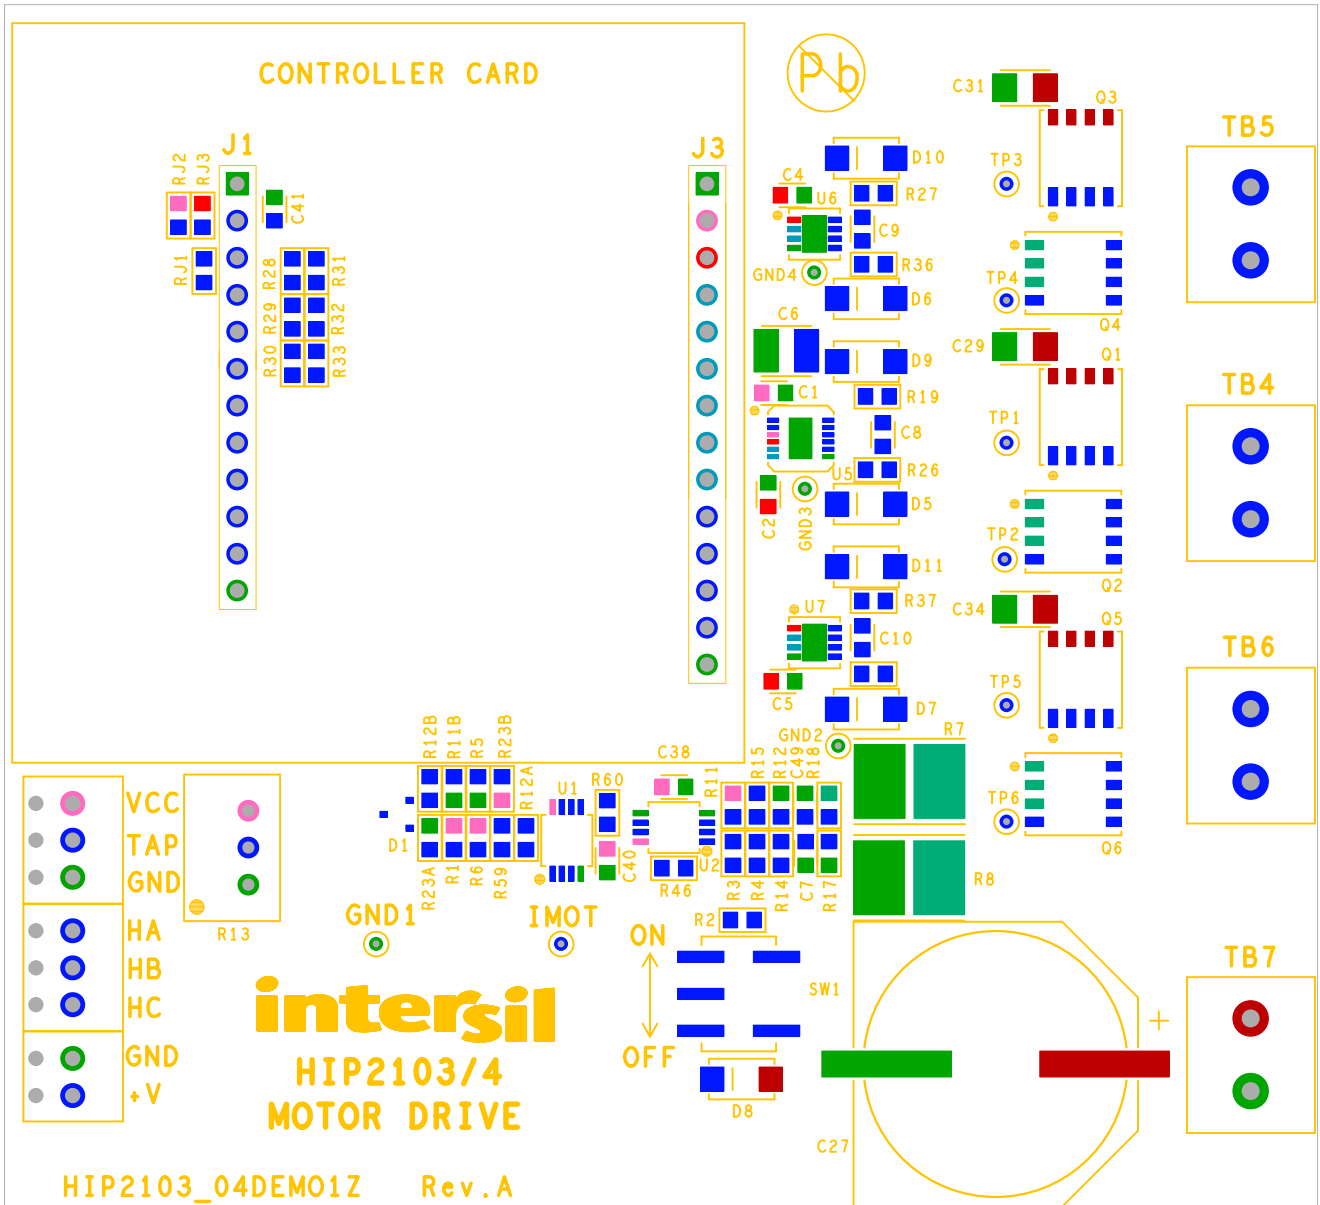 CONTROLLER CARD
Pb
C31
Q3
TB5
J1
J3
RJ2
RJ3
D10
TP3
C4
R27
U6
C41
C9
RJ1
R28
R31
GND4
R36
TP4
D6
R29
R32
C6
Q4
C29
Q1
R30
R33
D9
TB4
C1
R19
TP1
C8
U5
R26
C2
GND3
D5
TP2
D11
Q2
U7
R37
C34
Q5
C10
TB6
C5
TP5
D7
R12B
R11B
R5
R23B
GND2
R7
R12A
U1
R60
C38
R11
R15
R12
C49
R18
VCC
TP6
TAP
D1
Q6
GND
R23A
R1
R6
R59
C40
U2
R46
R3
R4
R14
C7
R17
R8
R13
GND1
IMOT
R2
HA
ON
HB
SW1
TB7
HC
intersil
+
GND
OFF
HIP2103/4
+V
MOTOR DRIVE
D8
C27
HIP2103_04DEMO1Z Rev.A